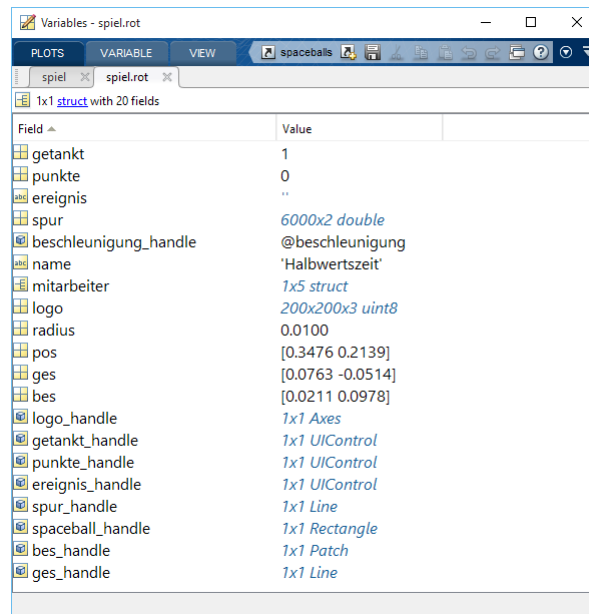 Variables - spiel.rot
PLOTS VARIABLE VIEW spaceballs
spiel spiel.rot
1x1 struct with 20 fields
Field Value
getankt 1
punkte 0
abc ereignis ''
spur 6000x2 double
beschleunigung_handle @beschleunigung
abc name 'Halbwertszeit'
mitarbeiter 1x5 struct
logo 200x200x3 uint8
radius 0.0100
pos [0.3476 0.2139]
ges [0.0763 -0.0514]
bes [0.0211 0.0978]
logo_handle 1x1 Axes
getankt_handle 1x1 UIControl
punkte_handle 1x1 UIControl
ereignis_handle 1x1 UIControl
spur_handle 1x1 Line
spaceball_handle 1x1 Rectangle
bes_handle 1x1 Patch
ges_handle 1x1 Line